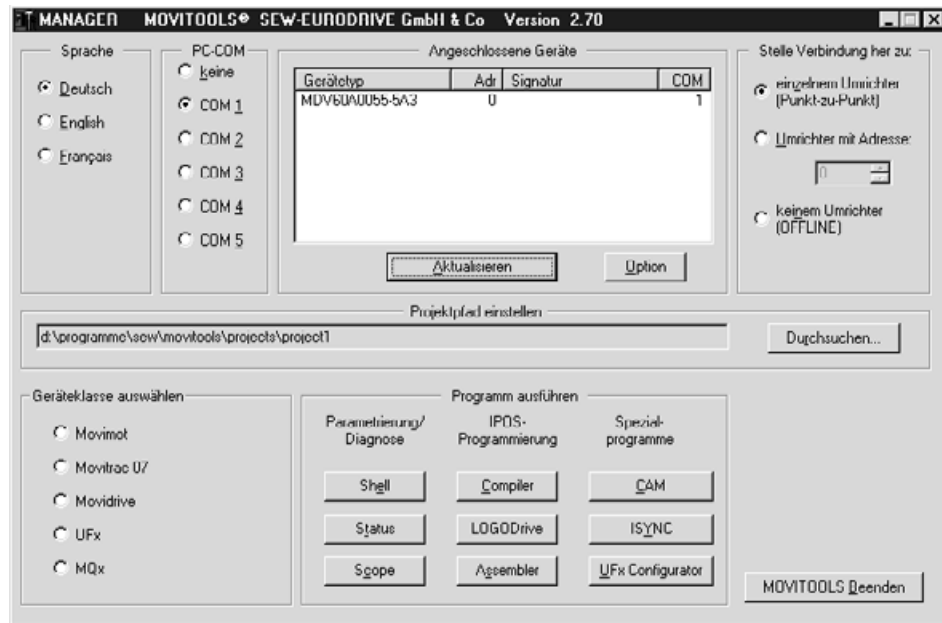 MANAGER MOVITOOLS® SEW-EURODRIVE GmbH & Co Version 2.70
Sprache
Deutsch
English
Français
PC-COM
keine
COM 1
COM 2
COM 3
COM 4
COM 5
Angeschlossene Geräte
Gerätetyp Adr Signatur COM
MDV60A0055-5A3 0 1
Aktualisieren Option
Stelle Verbindung her zu:
einzelnem Umrichter
(Punkt-zu-Punkt)
Umrichter mit Adresse:
0
keinem Umrichter
(OFFLINE)
Projektpfad einstellen
d:\programme\sew\movitools\projects\project1
Durchsuchen...
Geräteklasse auswählen
Movimot
Movitrac 07
Movidrive
UFx
MQx
Programm ausführen
Parametrierung/
Diagnose
Shell
Status
Scope
IPOS-
Programmierung
Compiler
LOGODrive
Assembler
Spezial-
programme
CAM
ISYNC
UFx Configurator
MOVITOOLS Beenden